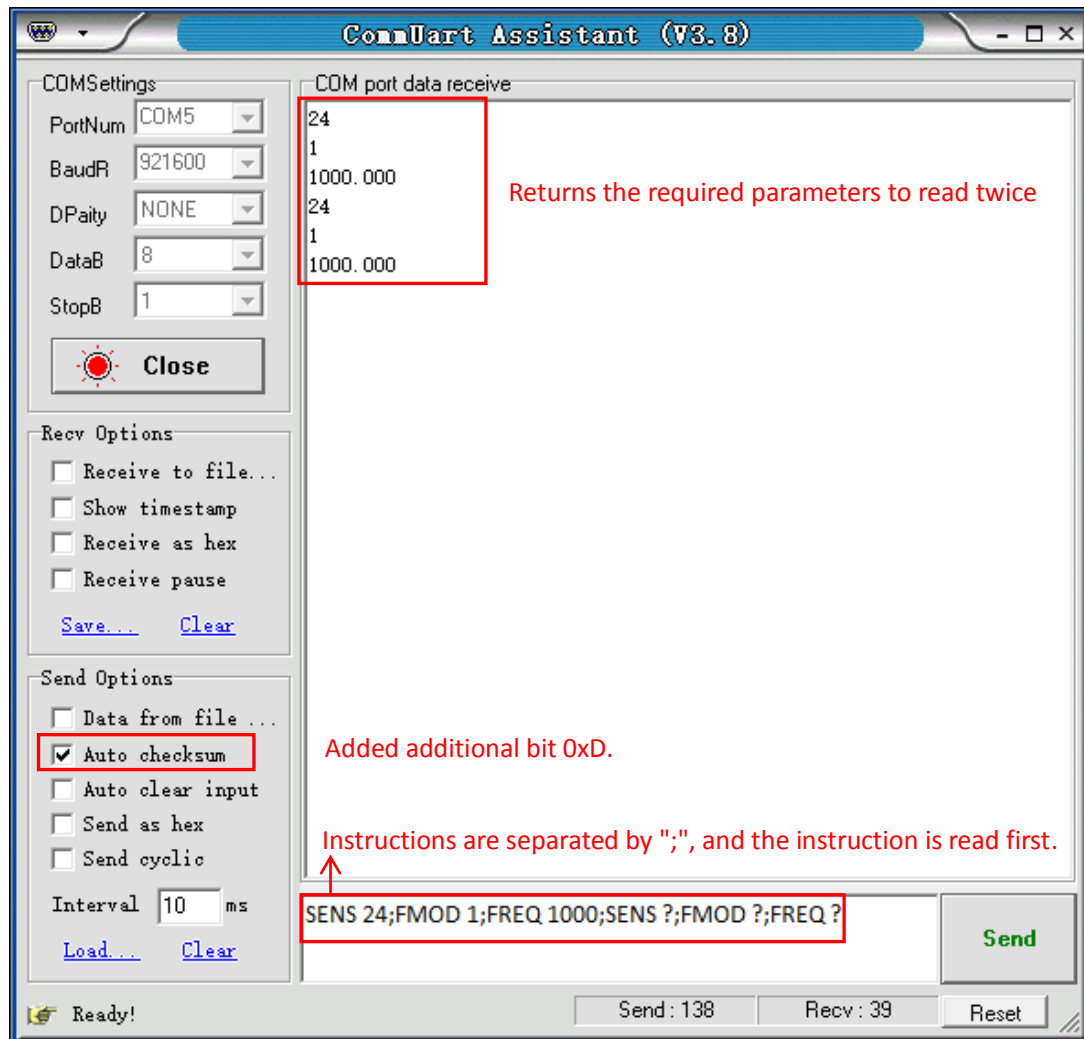 CommUart Assistant (V3.8)
COMSettings
PortNum COM5
BaudR 921600
DPaity NONE
DataB 8
StopB 1
Close
Recv Options
Receive to file...
Show timestamp
Receive as hex
Receive pause
Save... Clear
Send Options
Data from file ...
Auto checksum
Auto clear input
Send as hex
Send cyclic
Interval 10 ms
Load... Clear
COM port data receive
24
1
1000.000
24
1
1000.000
Returns the required parameters to read twice
Added additional bit 0xD.
Instructions are separated by ";", and the instruction is read first.
SENS 24;FMOD 1;FREQ 1000;SENS ?;FMOD ?;FREQ ?
Send
Ready!
Send : 138
Recv : 39
Reset